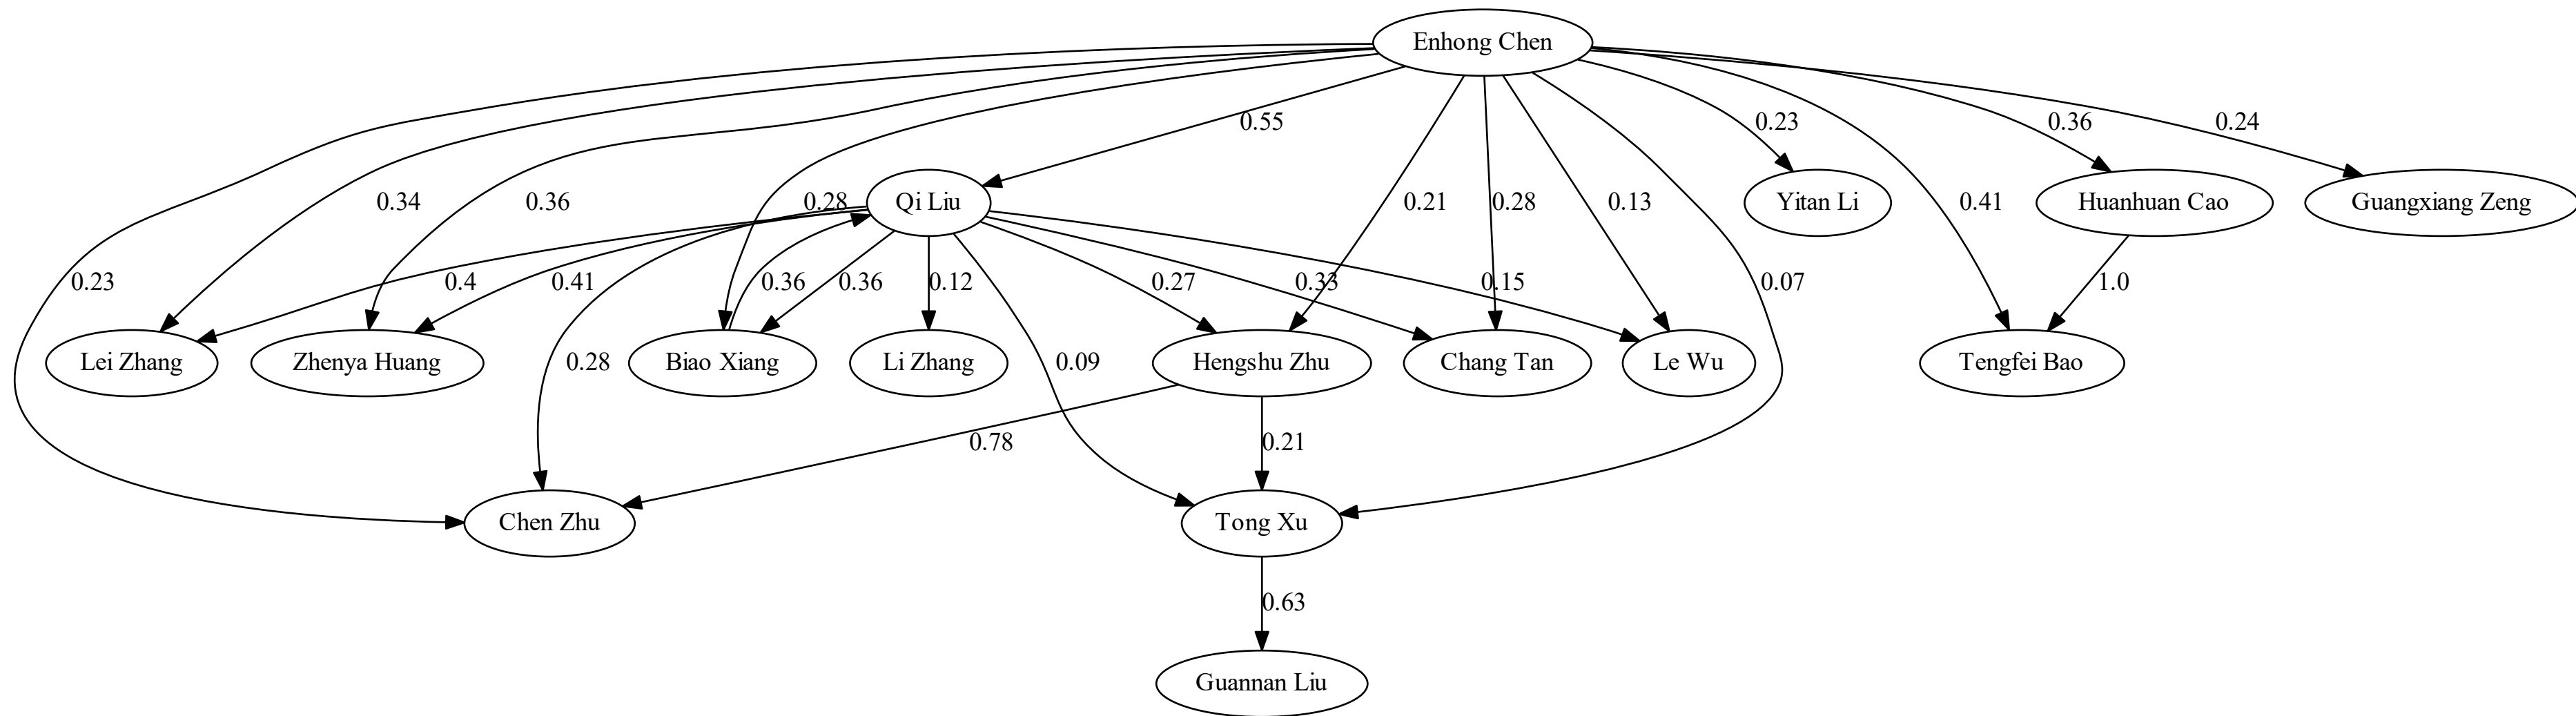 Enhong Chen
0.55
0.23
0.36
0.24
0.34
0.36
0.28
Qi Liu
0.21
0.28
0.13
Yitan Li
0.41
Huanhuan Cao
Guangxiang Zeng
0.23
0.4
0.41
0.36
0.36
0.12
0.27
0.33
0.15
0.07
1.0
Lei Zhang
Zhenya Huang
0.28
Biao Xiang
Li Zhang
0.09
Hengshu Zhu
Chang Tan
Le Wu
Tengfei Bao
0.78
0.21
Chen Zhu
Tong Xu
0.63
Guannan Liu